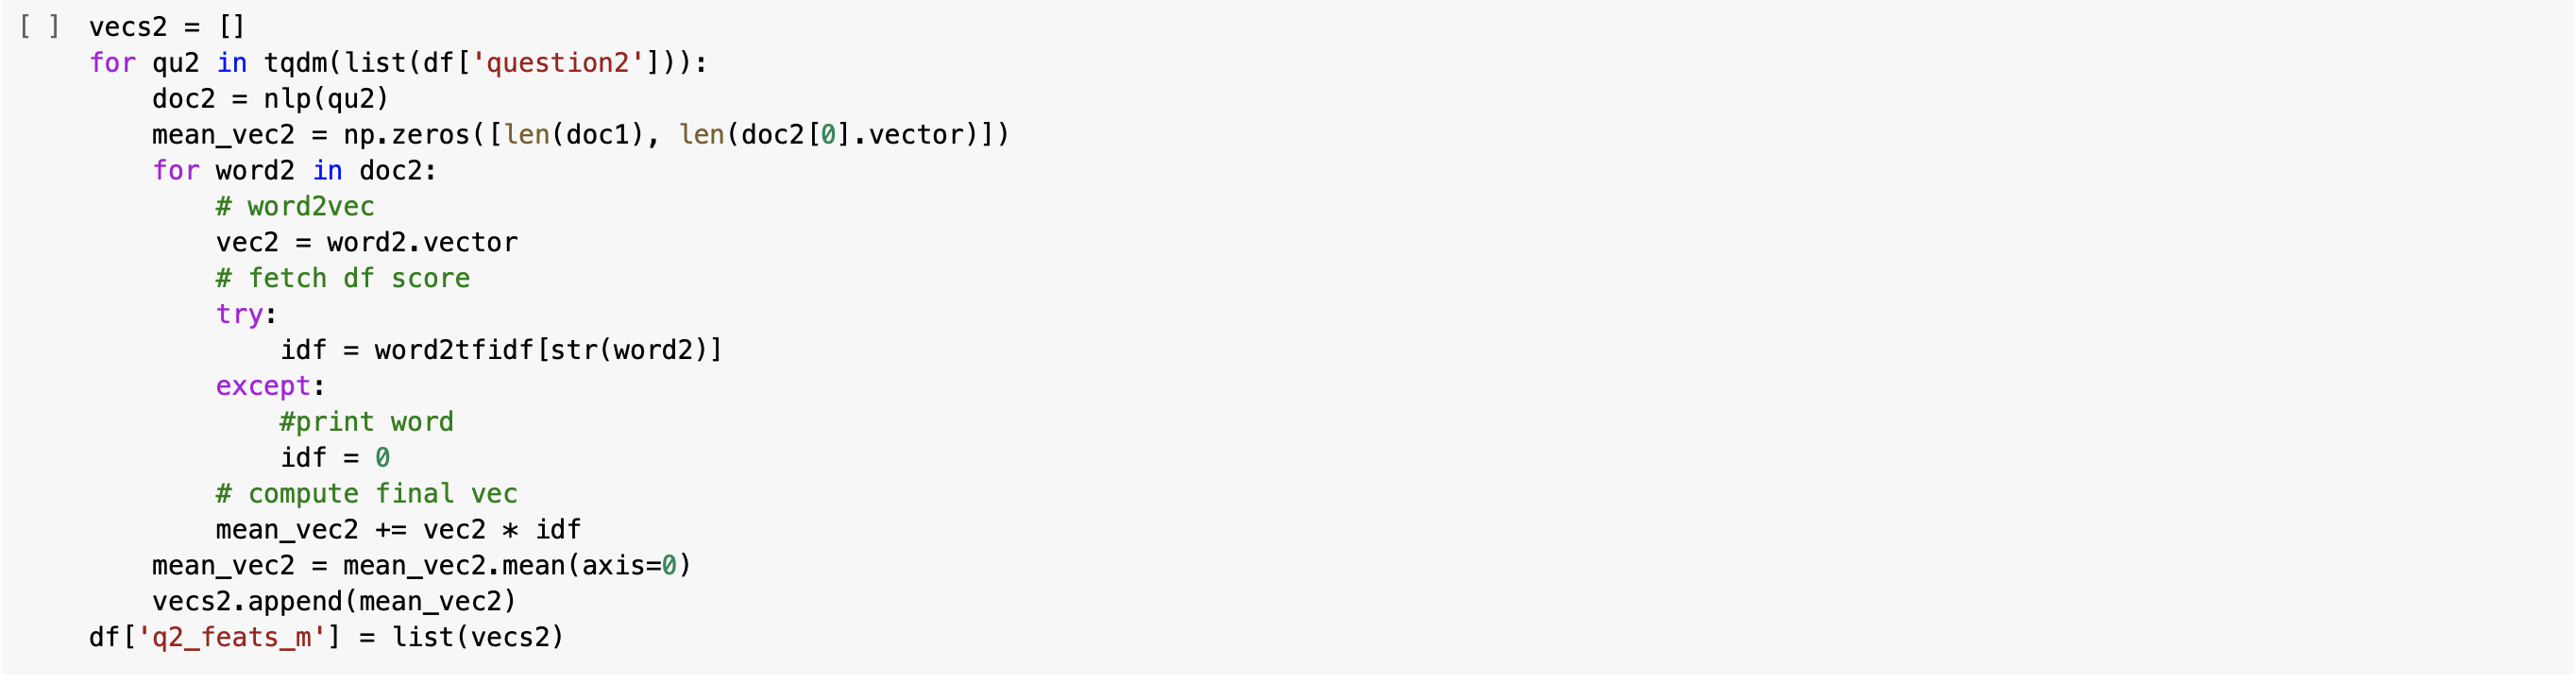 [ ] vecs2 = []
for qu2 in tqdm(list(df['question2'])):
    doc2 = nlp(qu2)
    mean_vec2 = np.zeros([len(doc1), len(doc2[0].vector)])
    for word2 in doc2:
        # word2vec
        vec2 = word2.vector
        # fetch df score
        try:
            idf = word2tfidf[str(word2)]
        except:
            #print word
            idf = 0
        # compute final vec
        mean_vec2 += vec2 * idf
    mean_vec2 = mean_vec2.mean(axis=0)
    vecs2.append(mean_vec2)
df['q2_feats_m'] = list(vecs2)